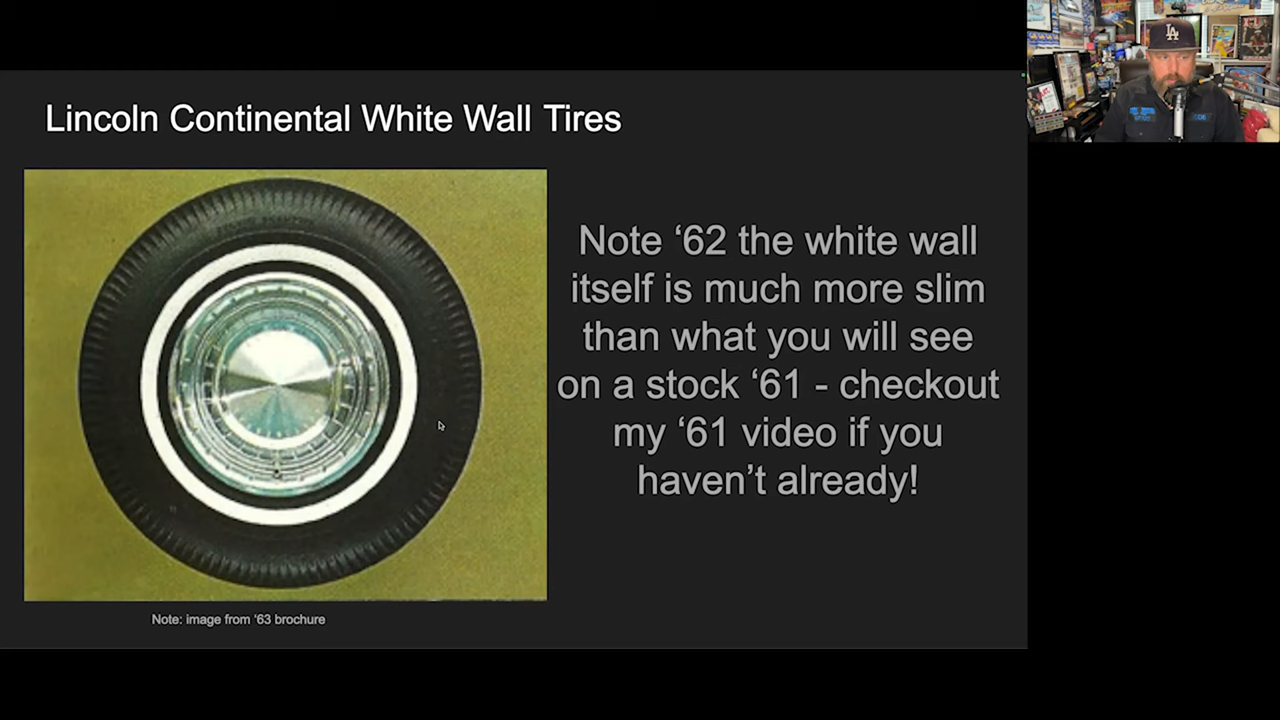 Lincoln Continental White Wall Tires
Note ‘62 the white wall
itself is much more slim
than what you will see
on a stock ‘61 - checkout
my ‘61 video if you
haven’t already!
Note: image from ‘63 brochure
LA